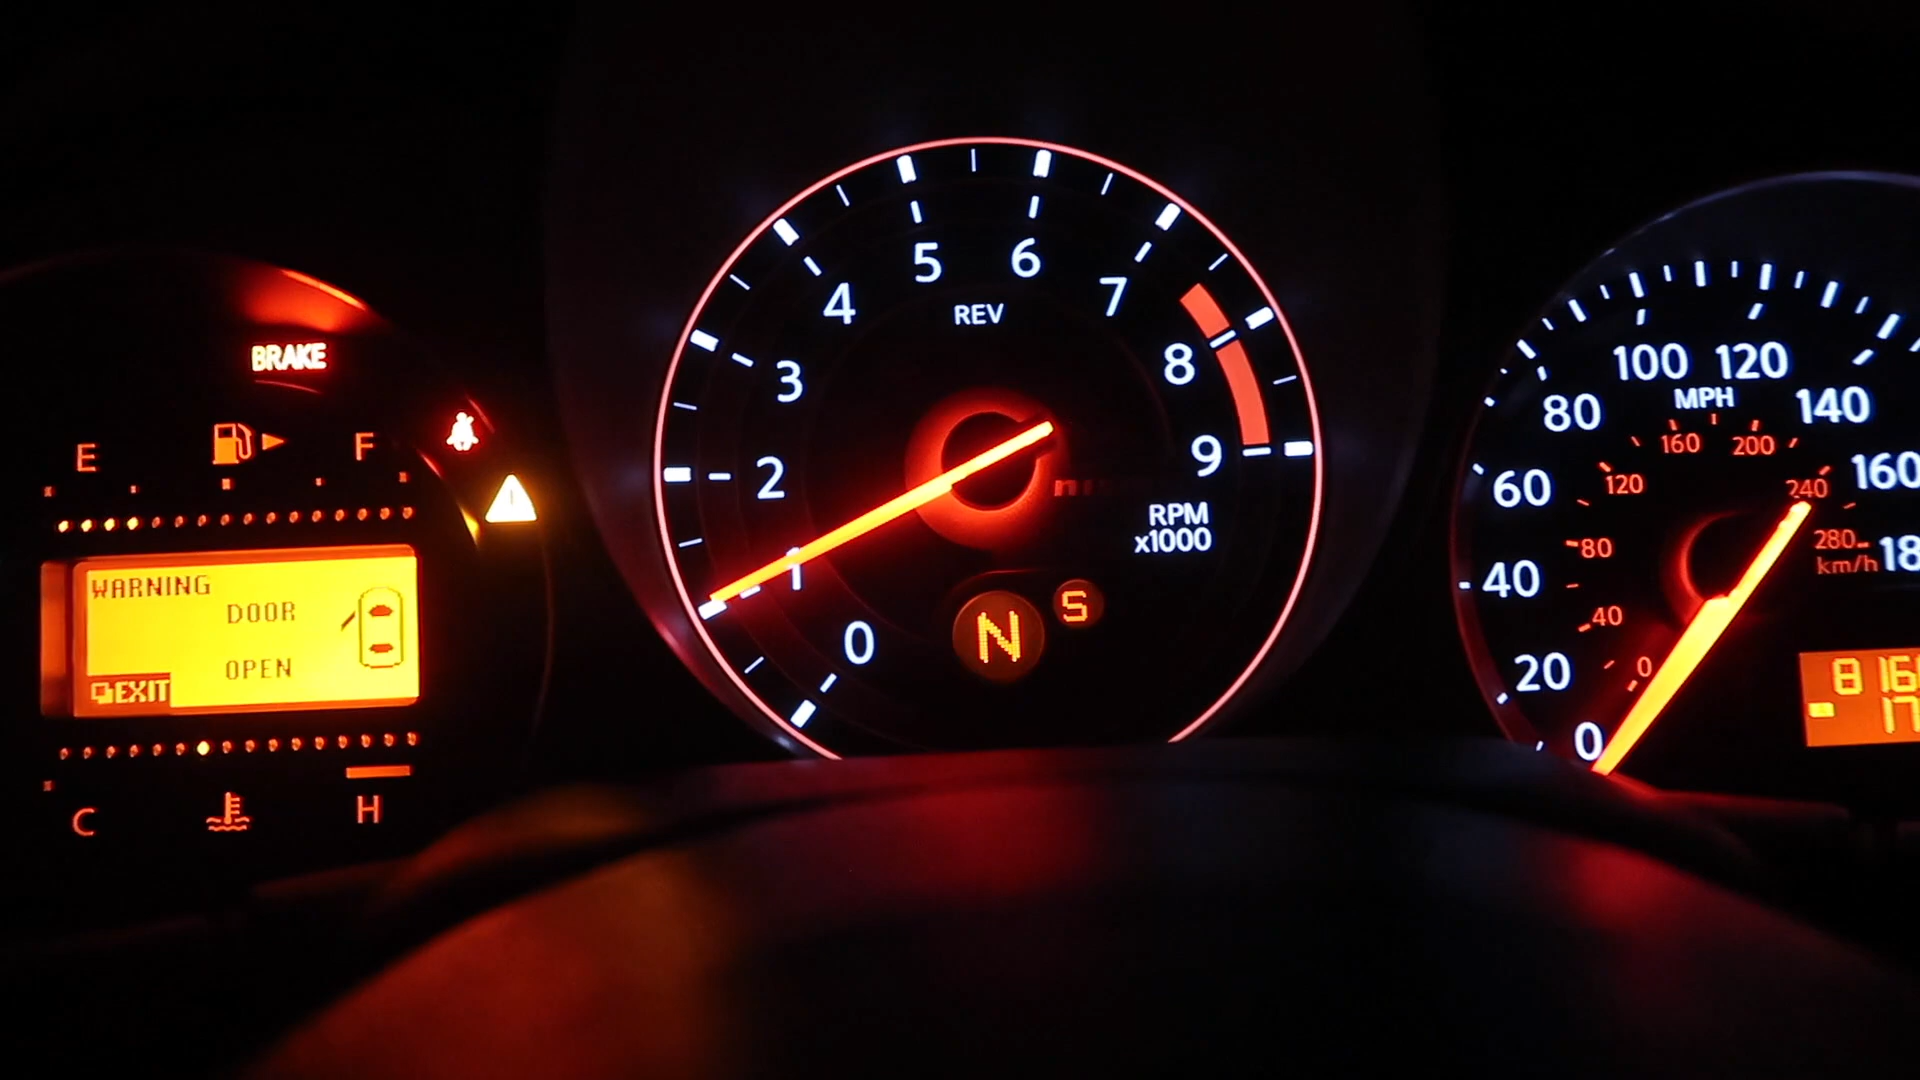 BRAKE
E F
WARNING
DOOR
OPEN
EXIT
C H
0 1 2 3 4 5 6 7 8 9
REV
RPM
x1000
N S
0 20 40 60 80 100 120 140 160
MPH
0 40 80 120 160 200 240 280
km/h